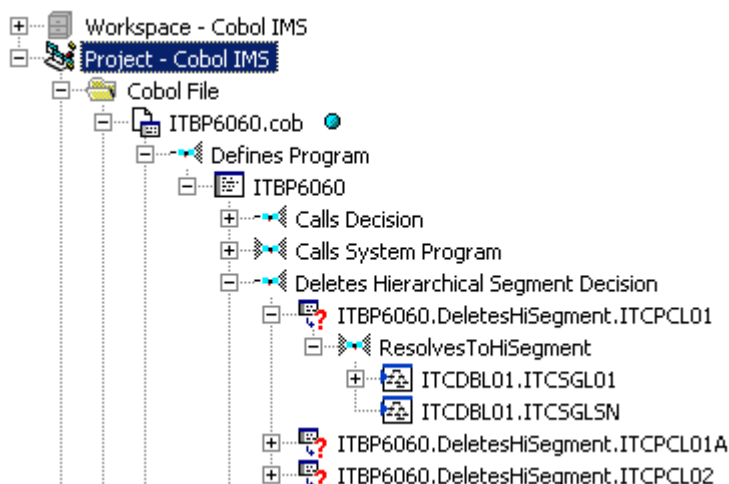 Workspace - Cobol IMS
Project - Cobol IMS
Cobol File
ITBP6060.cob
Defines Program
ITBP6060
Calls Decision
Calls System Program
Deletes Hierarchical Segment Decision
ITBP6060.DeletesHiSegment.ITCPCL01
ResolvesToHiSegment
ITCDBL01.ITCSGL01
ITCDBL01.ITCSGLSN
ITBP6060.DeletesHiSegment.ITCPCL01A
ITBP6060.DeletesHiSegment.ITCPCL02